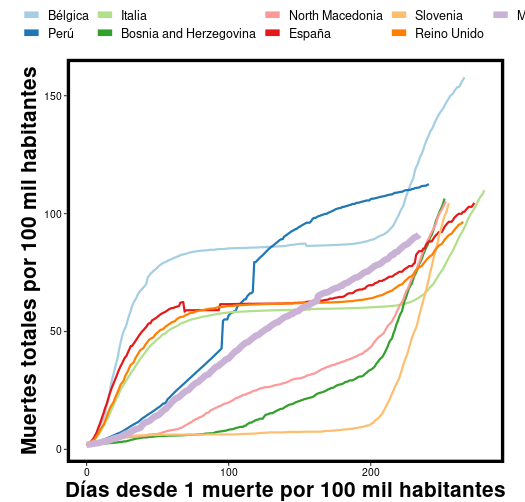 Bélgica Italia North Macedonia Slovenia M
Perú Bosnia and Herzegovina España Reino Unido
Muertes totales por 100 mil habitantes
150
100
50
0
0 100 200
Días desde 1 muerte por 100 mil habitantes